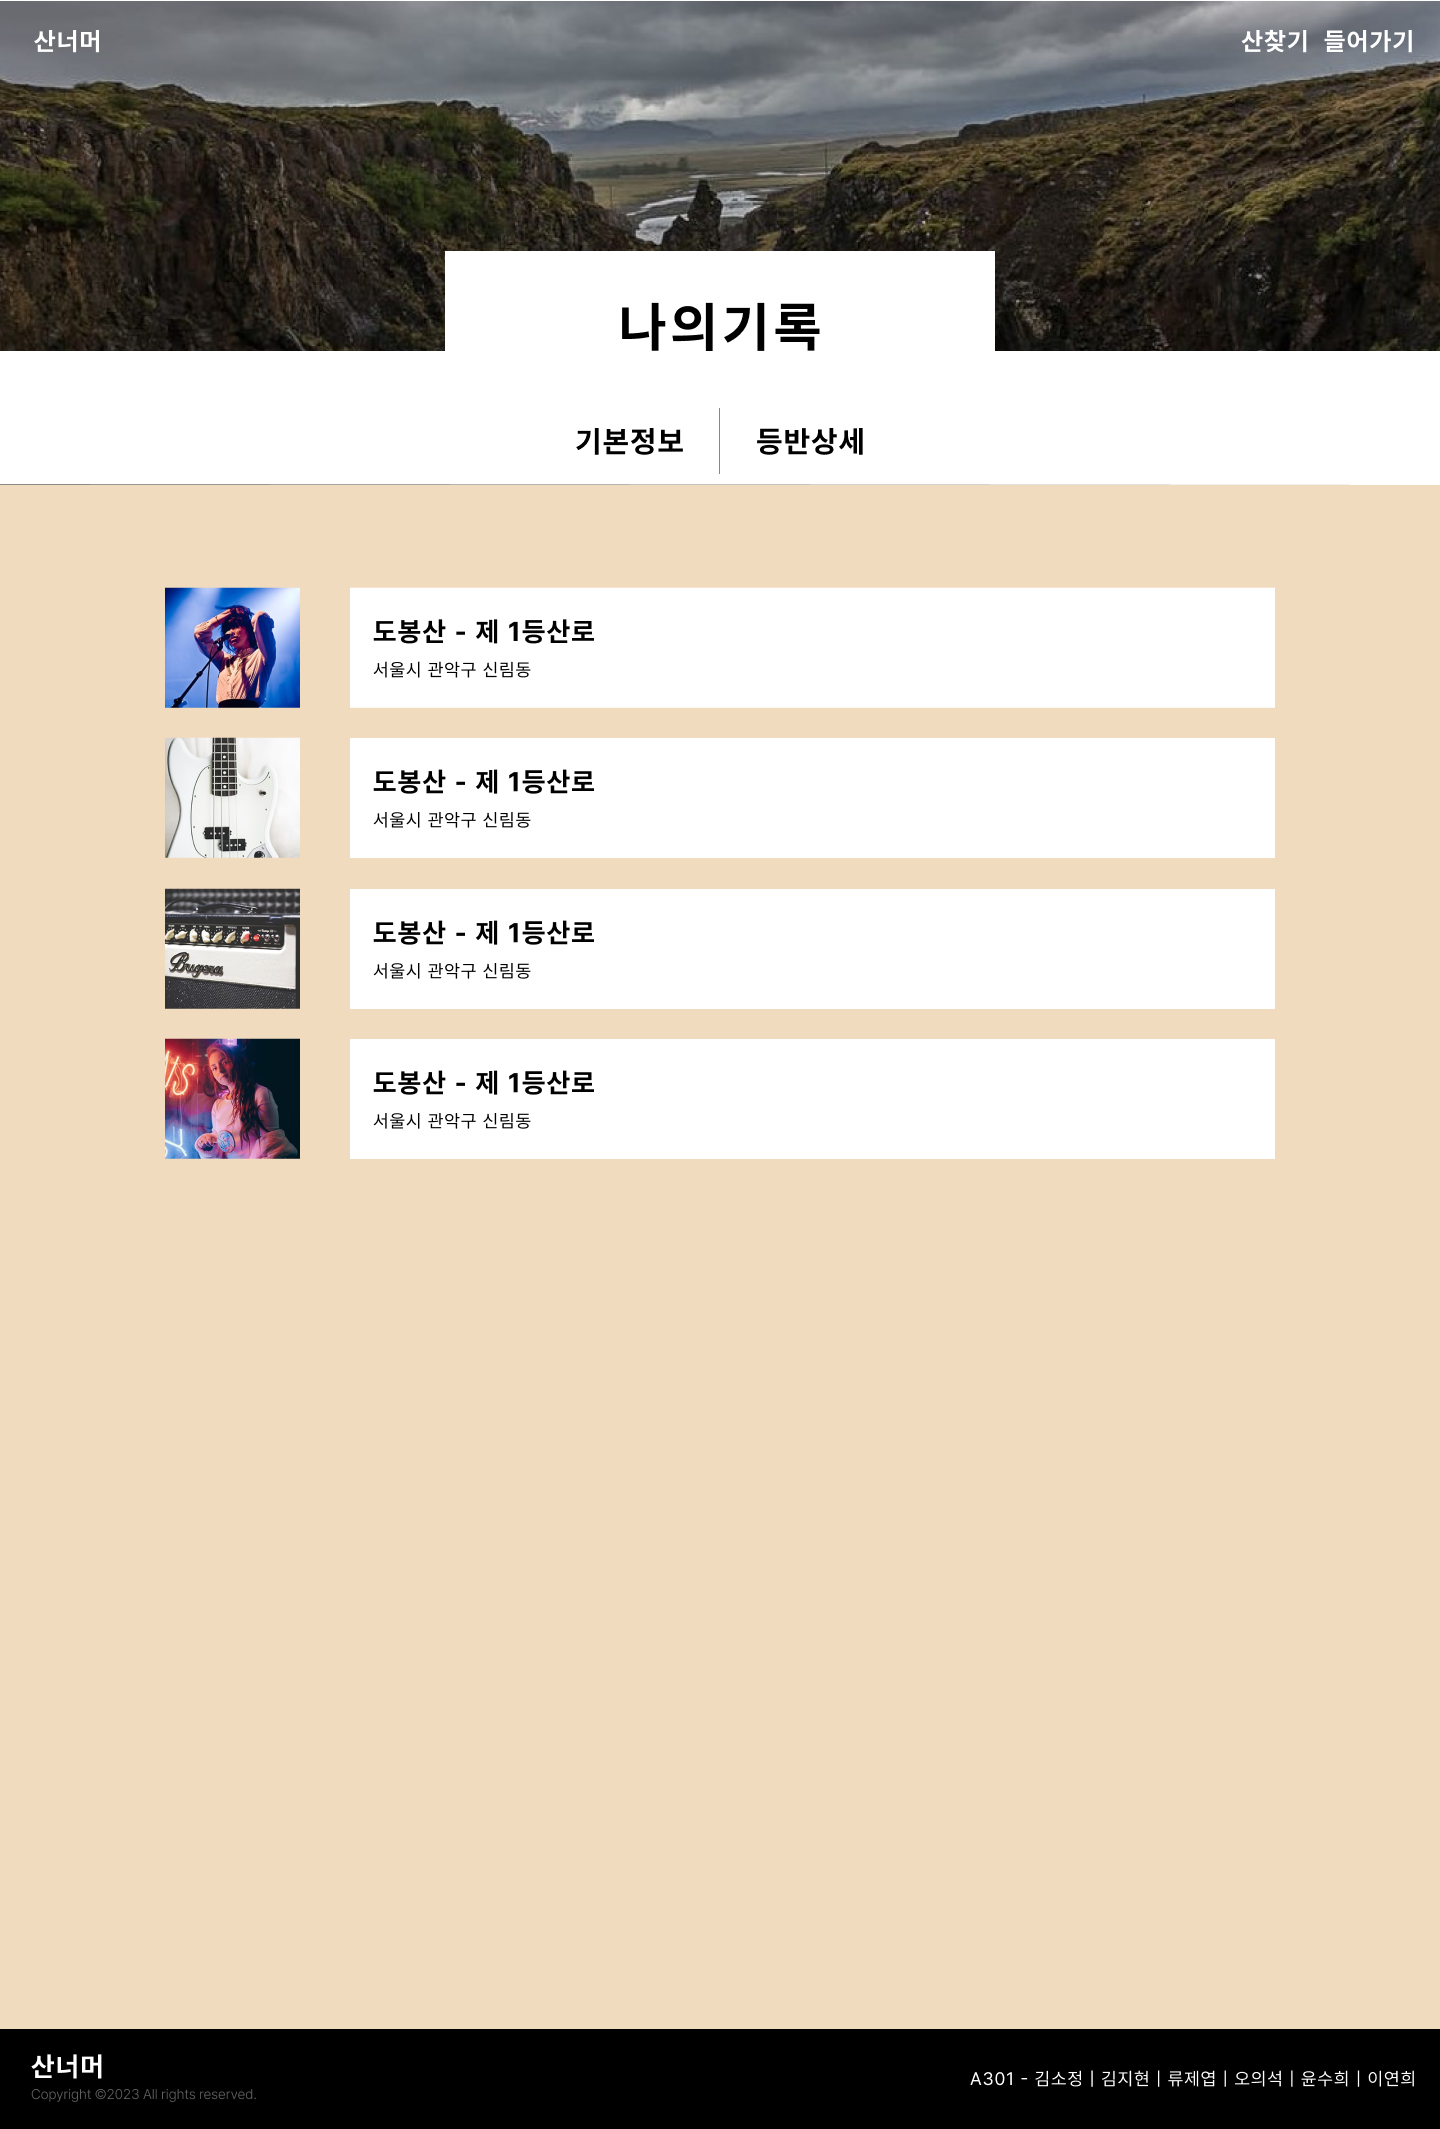 산너머
산찾기 들어가기
나의기록
기본정보
등반상세
도봉산 - 제 1등산로
서울시 관악구 신림동
도봉산 - 제 1등산로
서울시 관악구 신림동
Bugera
도봉산 - 제 1등산로
서울시 관악구 신림동
도봉산 - 제 1등산로
서울시 관악구 신림동
산너머
Copyright ©2023 All rights reserved.
A301 - 김소정 | 김지현 | 류제엽 | 오의석 | 윤수희 | 이연희